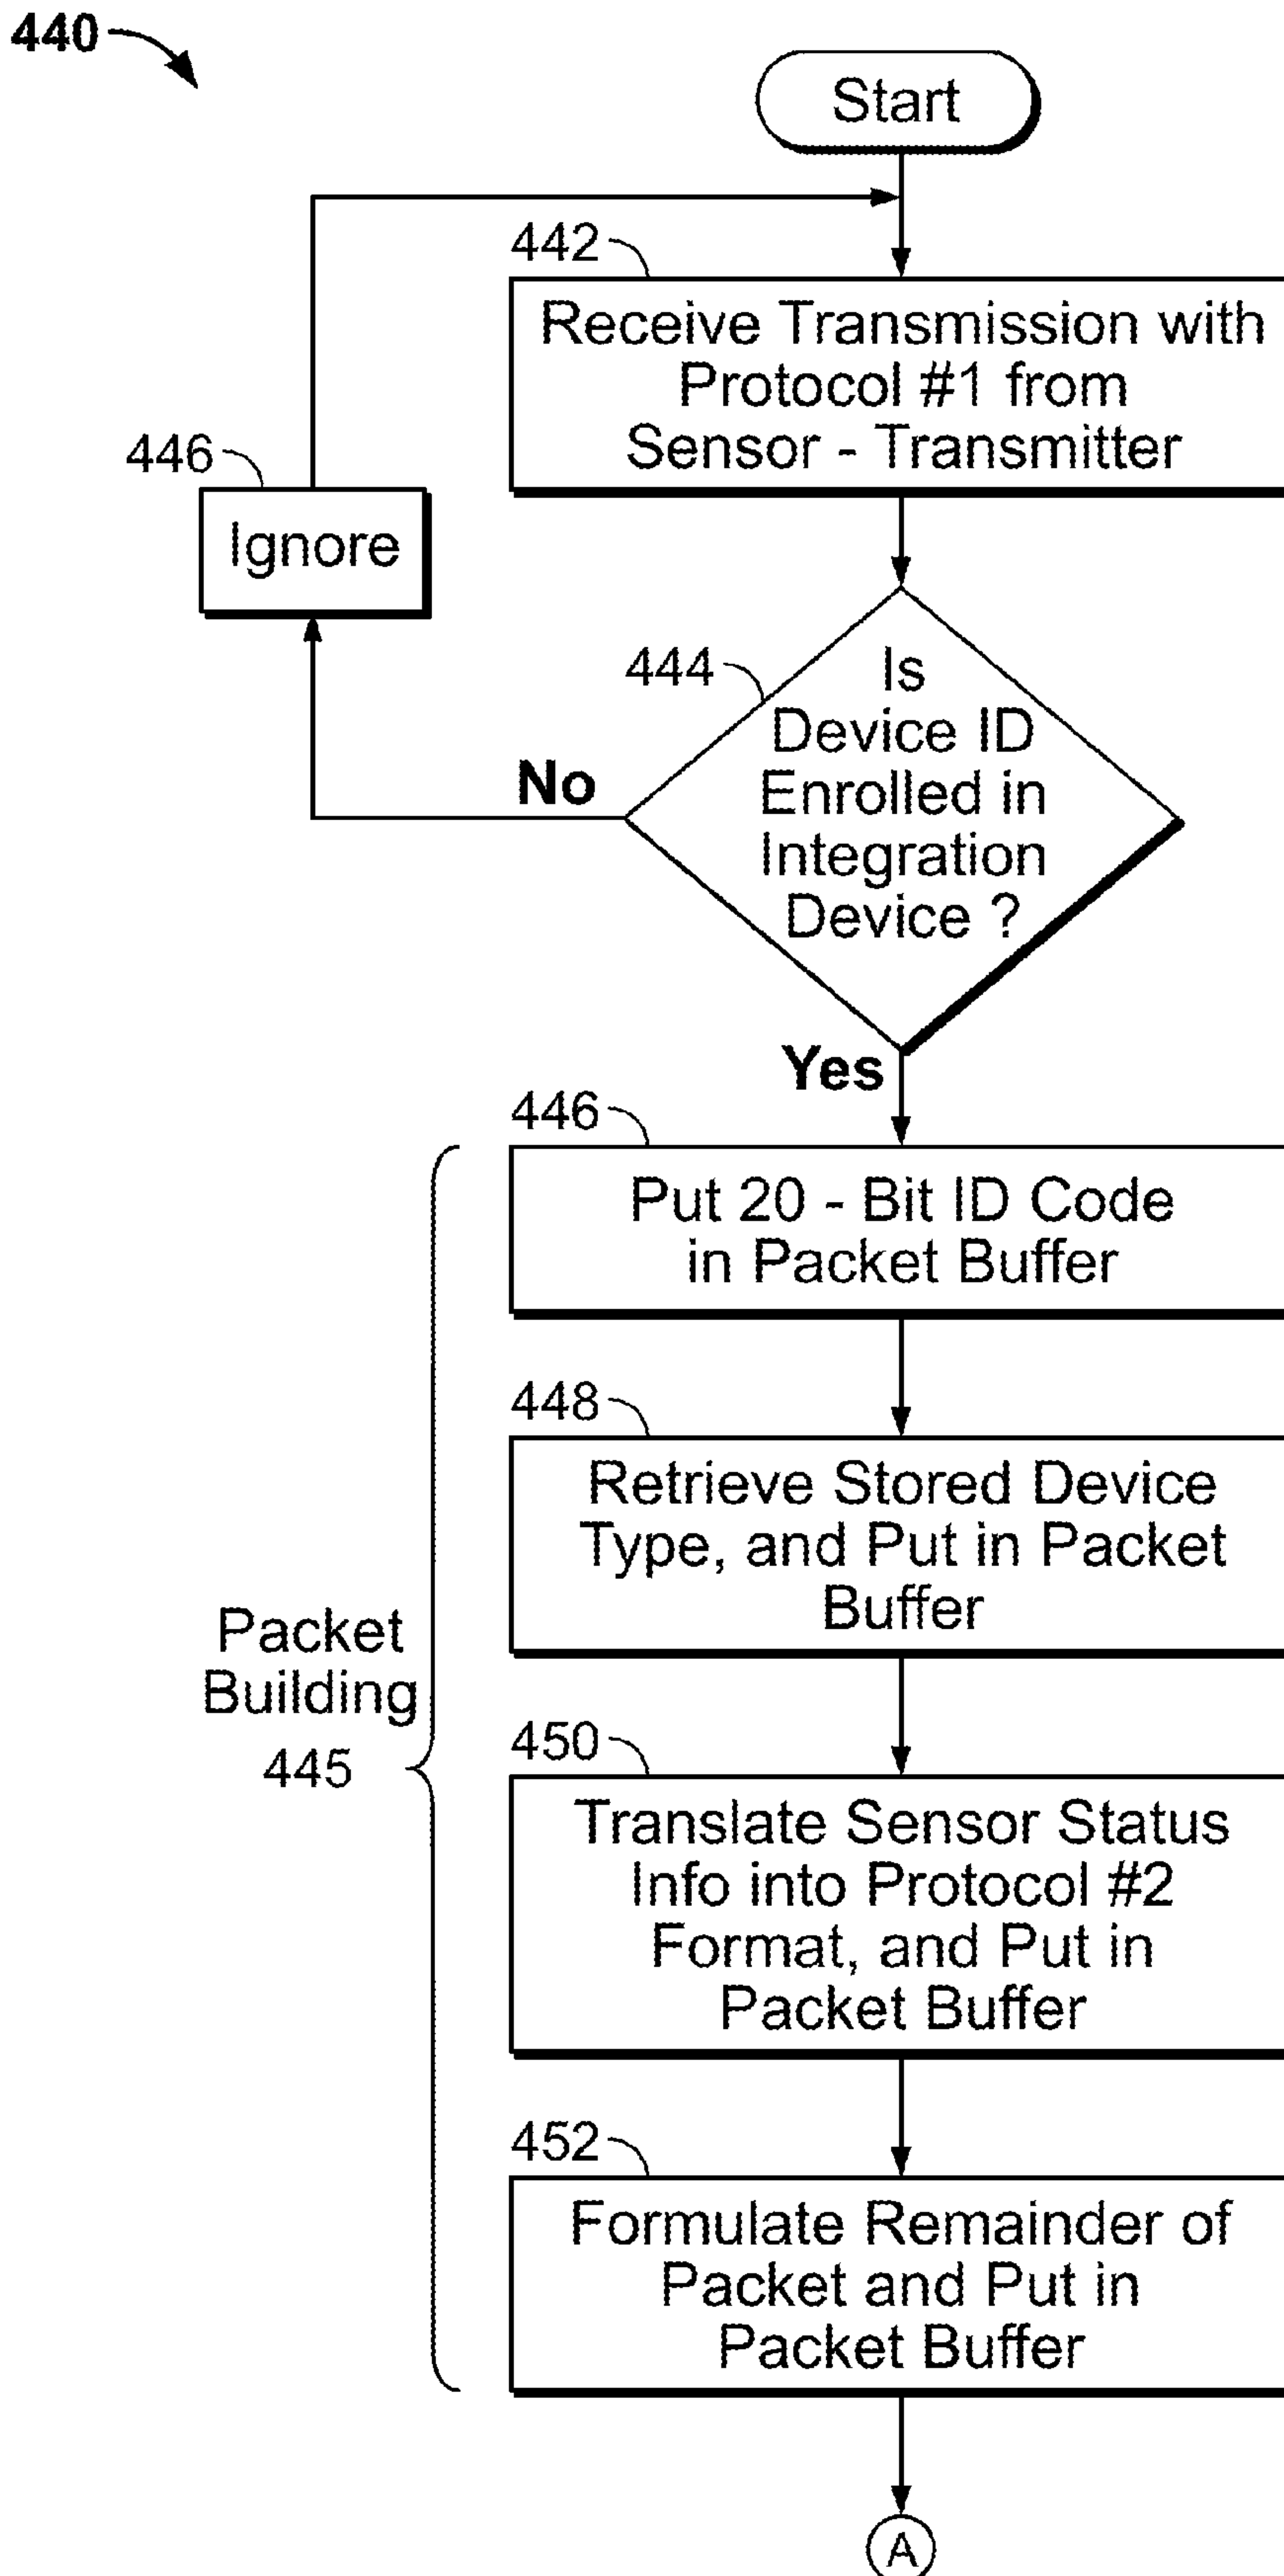 440
Start
442
Receive Transmission with
Protocol #1 from
Sensor - Transmitter
446
Ignore
444
Is
Device ID
Enrolled in
Integration
Device ?
No
Yes
446
Put 20 - Bit ID Code
in Packet Buffer
448
Retrieve Stored Device
Type, and Put in Packet
Buffer
Packet
Building
445
450
Translate Sensor Status
Info into Protocol #2
Format, and Put in
Packet Buffer
452
Formulate Remainder of
Packet and Put in
Packet Buffer
A